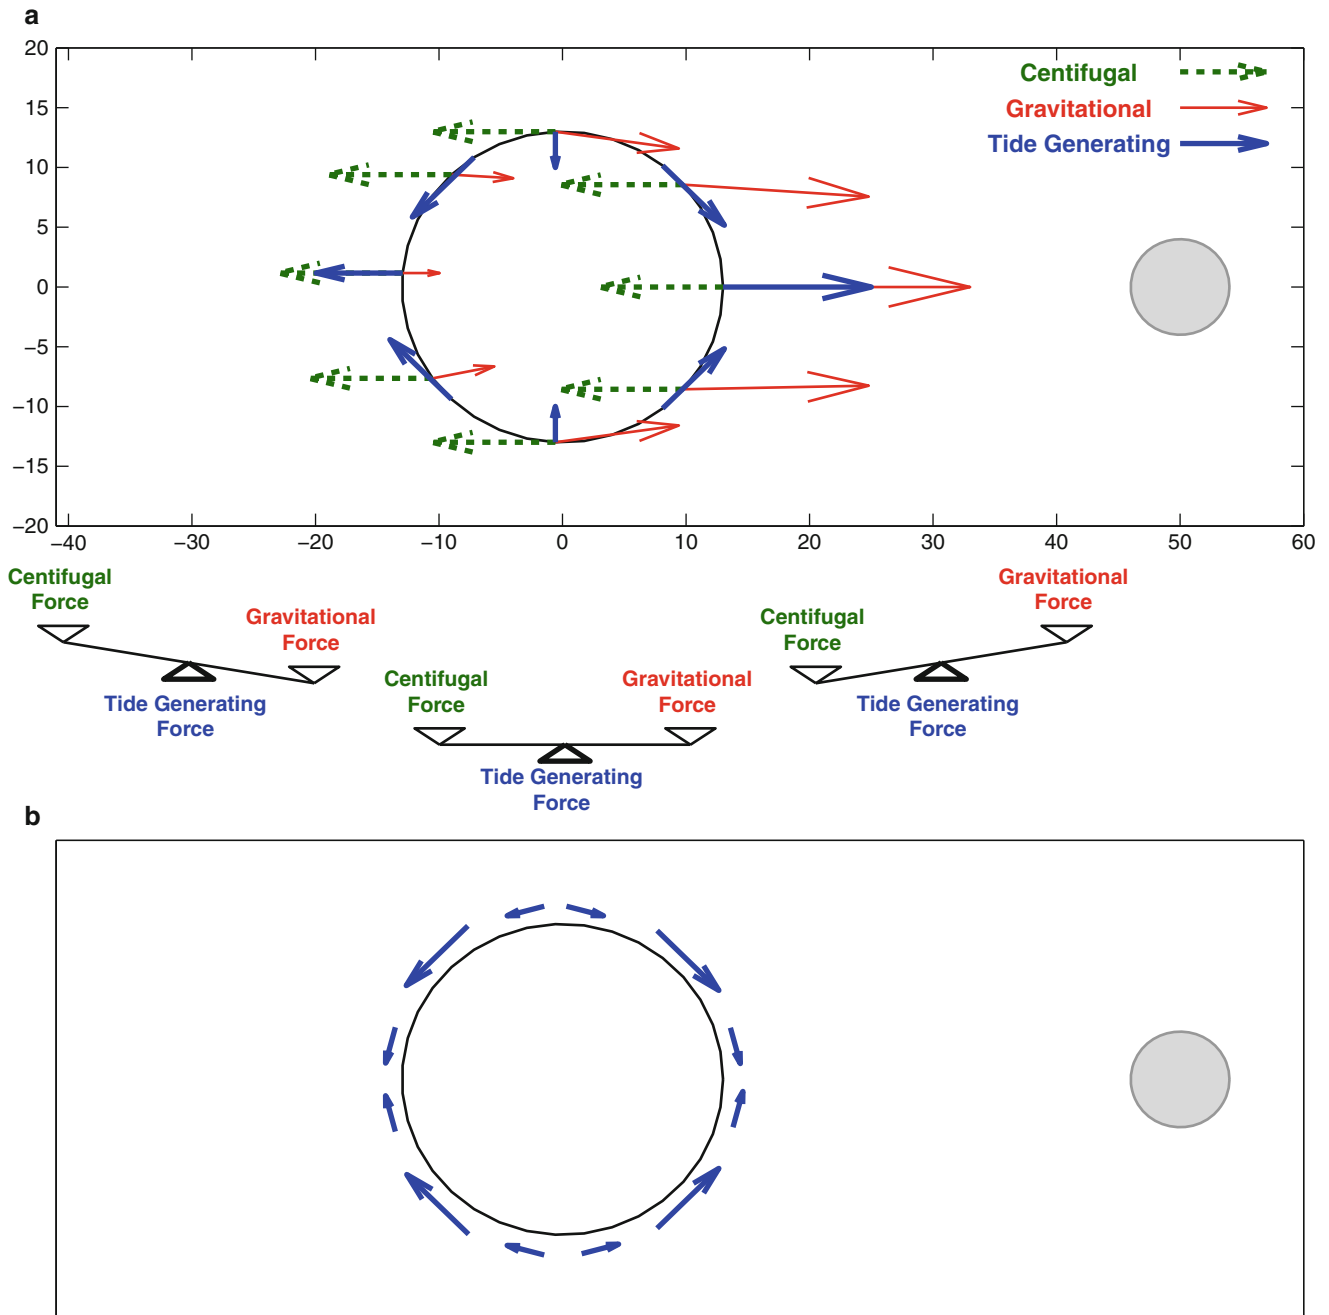 a
20
15
10
5
0
−5
−10
−15
−20
−40 −30 −20 −10 0 10 20 30 40 50 60
Centifugal
Gravitational
Tide Generating
Centifugal
Force
Gravitational
Force
Tide Generating
Force
Centifugal
Force
Gravitational
Force
Tide Generating
Force
Centifugal
Force
Gravitational
Force
Tide Generating
Force
b